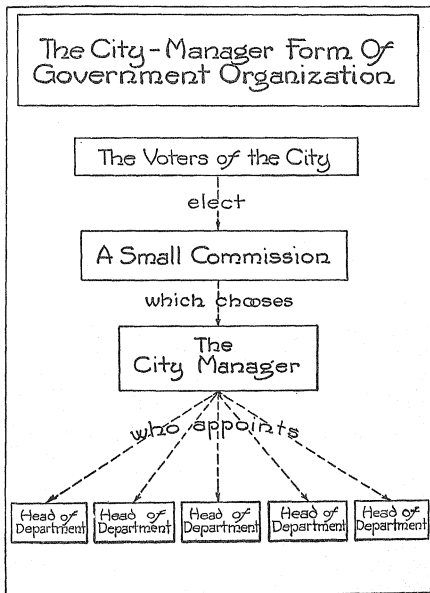 The City-Manager Form Of
Government Organization
The Voters of the City
elect
A Small Commission
which chooses
The
City Manager
who appoints
Head of
Department
Head of
Department
Head of
Department
Head of
Department
Head of
Department